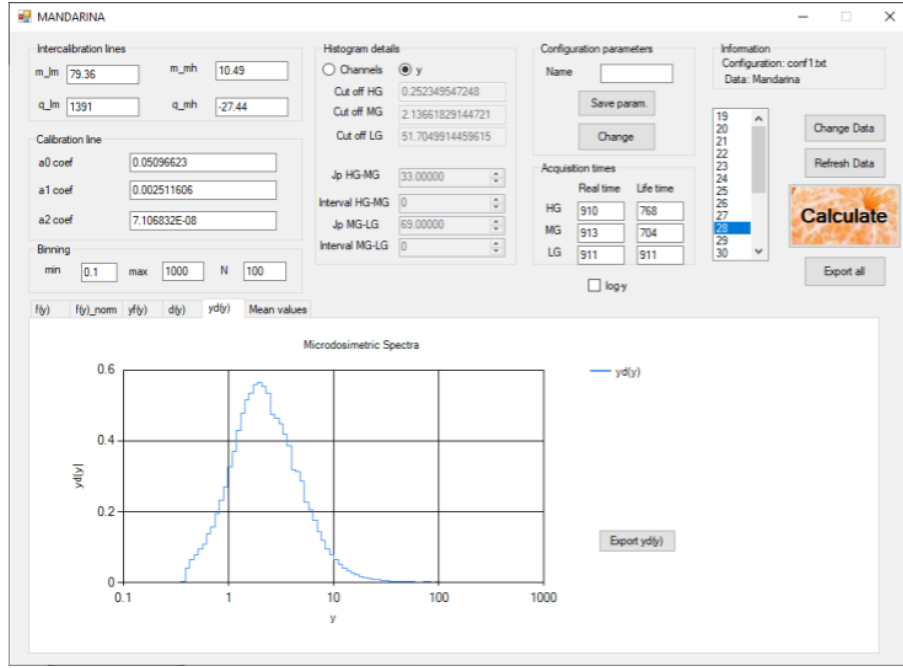 MANDARINA
Intercalibration lines
m_lm 79.36 m_mh 10.49
q_lm 1391 q_mh -27.44
Calibration line
a0 coef 0.05096623
a1 coef 0.002511606
a2 coef 7.106832E-08
Binning
min 0.1 max 1000 N 100
Histogram details
Channels y
Cut off HG 0.252349547248
Cut off MG 2.13661829144721
Cut off LG 51.7049914459615
Jp HG-MG 33.00000
Interval HG-MG 0
Jp MG-LG 69.00000
Interval MG-LG 0
Configuration parameters
Name
Save param.
Change
Acquisition times
Real time Life time
HG 910 768
MG 913 704
LG 911 911
log-y
Information
Configuration: conf1.txt
Data: Mandarina
19
20
21
22
23
24
25
26
27
28
29
30
Change Data
Refresh Data
Calculate
Export all
f(y) f(y)_norm yf(y) d(y) yd(y) Mean values
Microdosimetric Spectra
yd(y)
0.6
0.4
0.2
0
yd(y)
0.1 1 10 100 1000
y
Export yd(y)